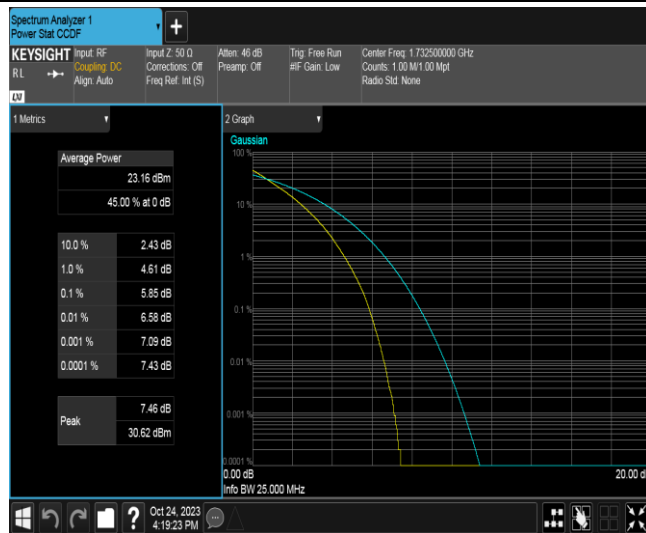 Spectrum Analyzer 1
Power Stat CCDF
KEYSIGHT
RL
Input: RF
Coupling: DC
Align: Auto
Input Z: 50 Ω
Corrections: Off
Freq Ref: Int (S)
Atten: 46 dB
Preamp: Off
Trig: Free Run
#IF Gain: Low
Center Freq: 1.732500000 GHz
Counts: 1.00 M/1.00 Mpt
Radio Std: None
1 Metrics
Average Power
23.16 dBm
45.00 % at 0 dB
10.0 % 2.43 dB
1.0 % 4.61 dB
0.1 % 5.85 dB
0.01 % 6.58 dB
0.001 % 7.09 dB
0.0001 % 7.43 dB
Peak
7.46 dB
30.62 dBm
2 Graph
Gaussian
100 %
10 %
1 %
0.1 %
0.01 %
0.001 %
0.0001 %
0.00 dB
20.00 d
Info BW 25.000 MHz
?
Oct 24, 2023
4:19:23 PM